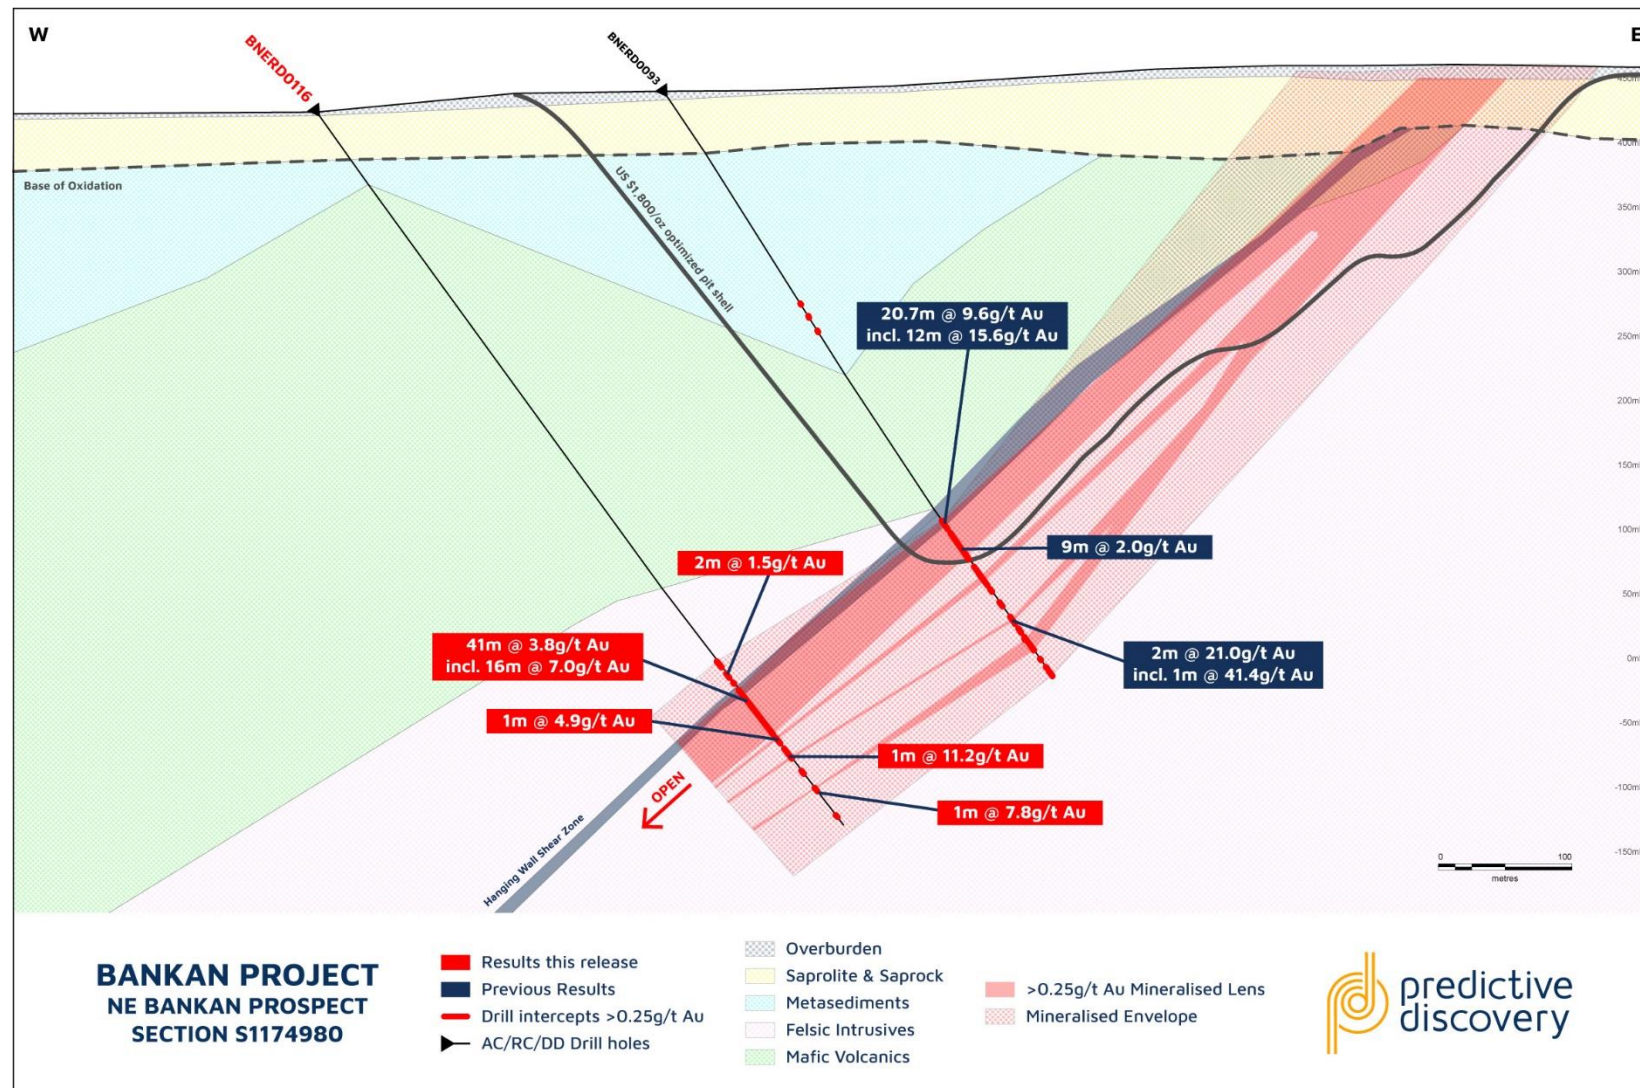 W
E
BNERD0116
BNERD0093
450m
400m
350m
300m
250m
200m
150m
100m
50m
0m
-50m
-100m
-150m
Base of Oxidation
US $1,800/oz optimized pit shell
20.7m @ 9.6g/t Au
incl. 12m @ 15.6g/t Au
9m @ 2.0g/t Au
2m @ 1.5g/t Au
41m @ 3.8g/t Au
incl. 16m @ 7.0g/t Au
2m @ 21.0g/t Au
incl. 1m @ 41.4g/t Au
1m @ 4.9g/t Au
1m @ 11.2g/t Au
1m @ 7.8g/t Au
OPEN
Hanging Wall Shear Zone
0 100
metres
BANKAN PROJECT
NE BANKAN PROSPECT
SECTION S1174980
Results this release
Previous Results
Drill intercepts >0.25g/t Au
AC/RC/DD Drill holes
Overburden
Saprolite & Saprock
Metasediments
Felsic Intrusives
Mafic Volcanics
>0.25g/t Au Mineralised Lens
Mineralised Envelope
predictive
discovery